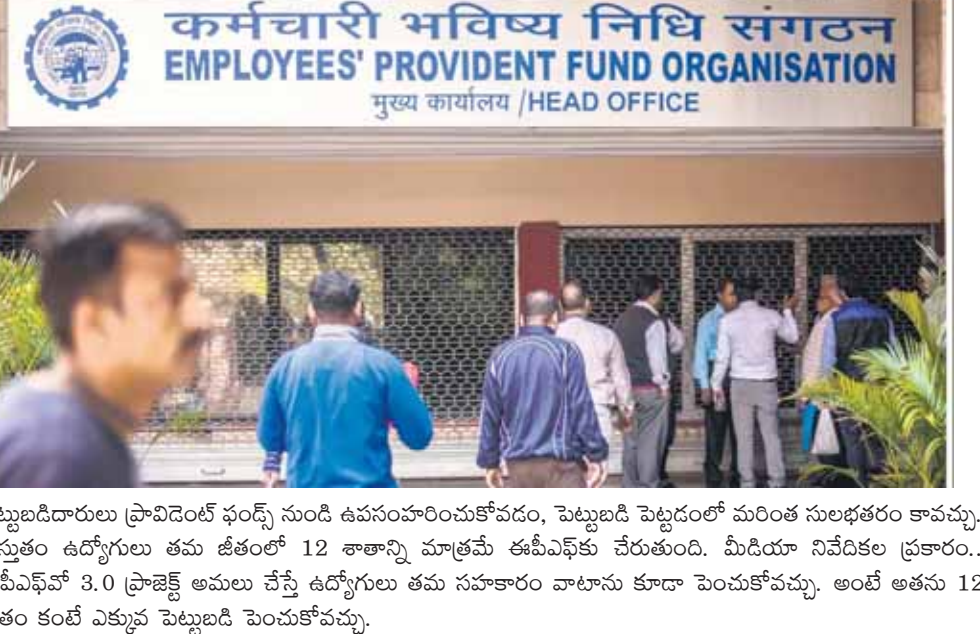 कर्मचारी भविष्य निधि संगठन
EMPLOYEES' PROVIDENT FUND ORGANISATION
मुख्य कार्यालय /HEAD OFFICE
ట్టుబడిదారులు ప్రావిడెంట్ ఫండ్స్ నుండి ఉపసంహరించుకోవడం, పెట్టుబడి పెట్టడంలో మరింత సులభతరం కావచ్చు
స్తుతం ఉద్యోగులు తమ జీతంలో 12 శాతాన్ని మాత్రమే ఈపీఎఫ్‌కు చేరుతుంది. మీడియా నివేదికల ప్రకారం..
పీఎఫ్‌వో 3.0 ప్రాజెక్ట్ అమలు చేస్తే ఉద్యోగులు తమ సహకారం వాటాను కూడా పెంచుకోవచ్చు. అంటే అతను 12
తం కంటే ఎక్కువ పెట్టుబడి పెంచుకోవచ్చు.